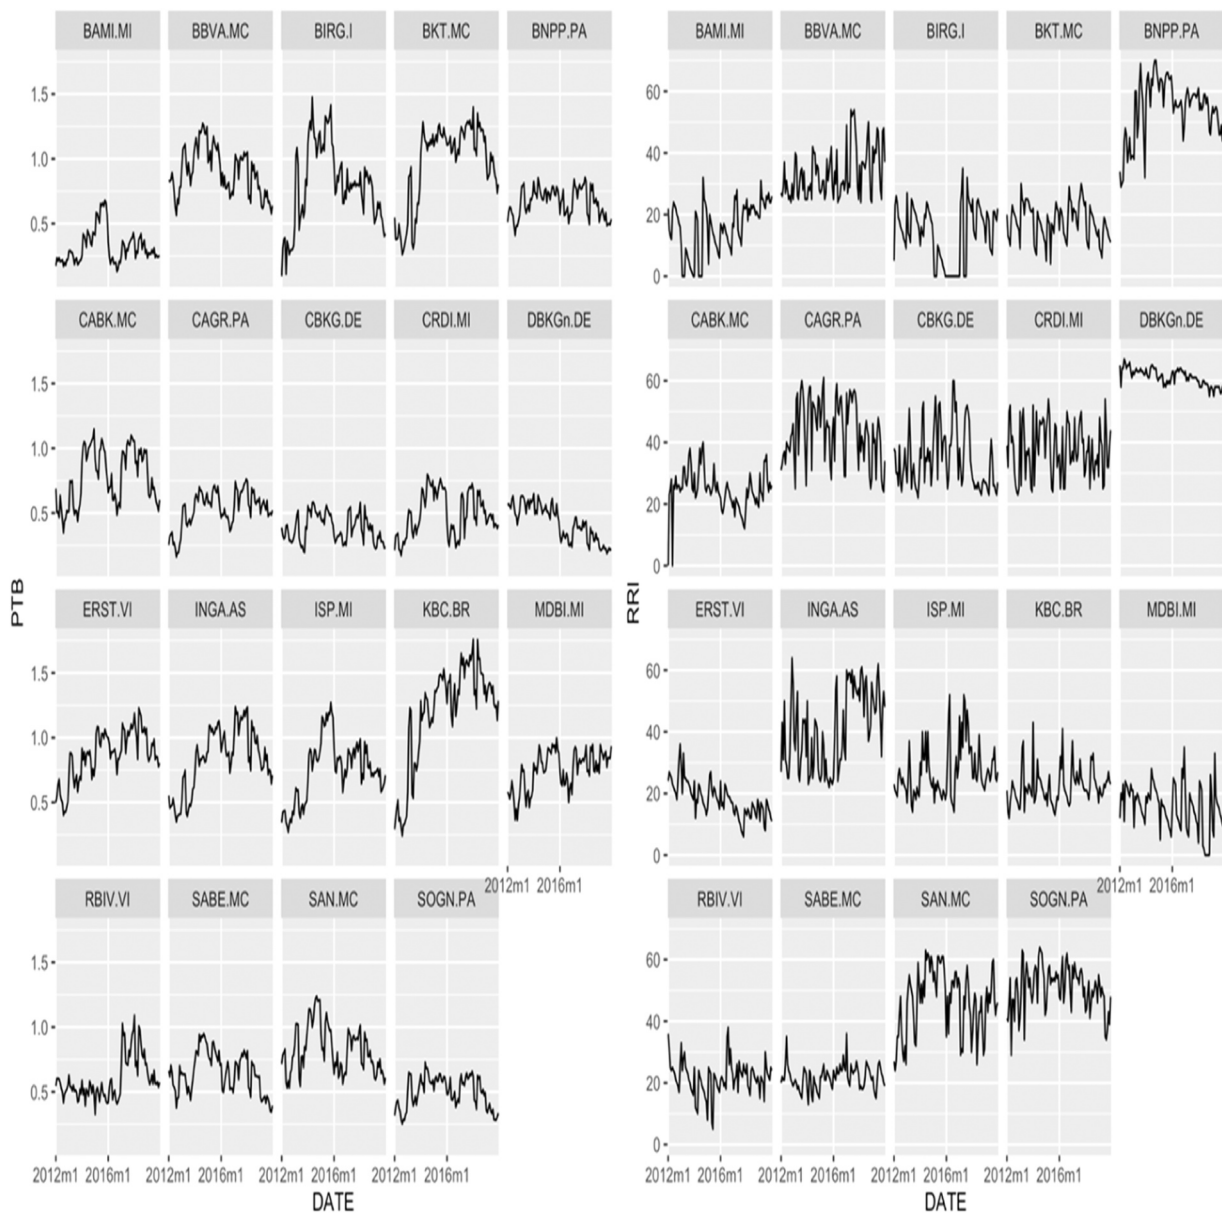 BAMI.MI BBVA.MC BIRG.I BKT.MC BNPP.PA
1.5
1.0
0.5
CABK.MC CAGR.PA CBKG.DE CRDI.MI DBKGn.DE
1.5
1.0
0.5
PTB
ERST.VI INGA.AS ISP.MI KBC.BR MDBI.MI
1.5
1.0
0.5
2012m1 2016m1
RBIV.VI SABE.MC SAN.MC SOGN.PA
1.5
1.0
0.5
2012m1 2016m1 2012m1 2016m1 2012m1 2016m1 2012m1 2016m1
DATE
BAMI.MI BBVA.MC BIRG.I BKT.MC BNPP.PA
60
40
20
0
CABK.MC CAGR.PA CBKG.DE CRDI.MI DBKGn.DE
60
40
20
0
RRI
ERST.VI INGA.AS ISP.MI KBC.BR MDBI.MI
60
40
20
0
2012m1 2016m1
RBIV.VI SABE.MC SAN.MC SOGN.PA
60
40
20
0
2012m1 2016m1 2012m1 2016m1 2012m1 2016m1 2012m1 2016m1
DATE